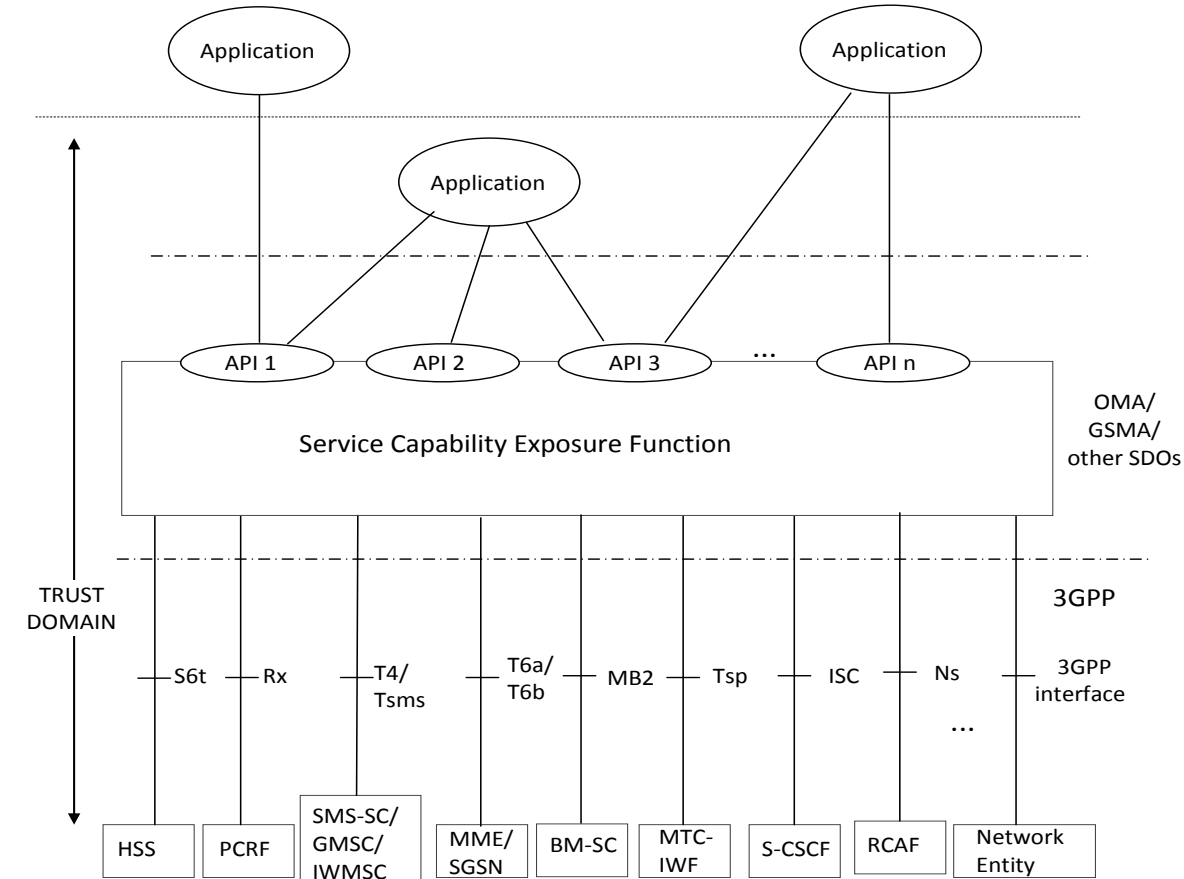 Application
Application
Application
API 1
API 2
API 3
...
API n
Service Capability Exposure Function
OMA/
GSMA/
other SDOs
TRUST
DOMAIN
3GPP
S6t
Rx
T4/
Tsms
T6a/
T6b
MB2
Tsp
ISC
Ns
3GPP
interface
...
HSS
PCRF
SMS-SC/
GMSC/
IWMSC
MME/
SGSN
BM-SC
MTC-
IWF
S-CSCF
RCAF
Network
Entity